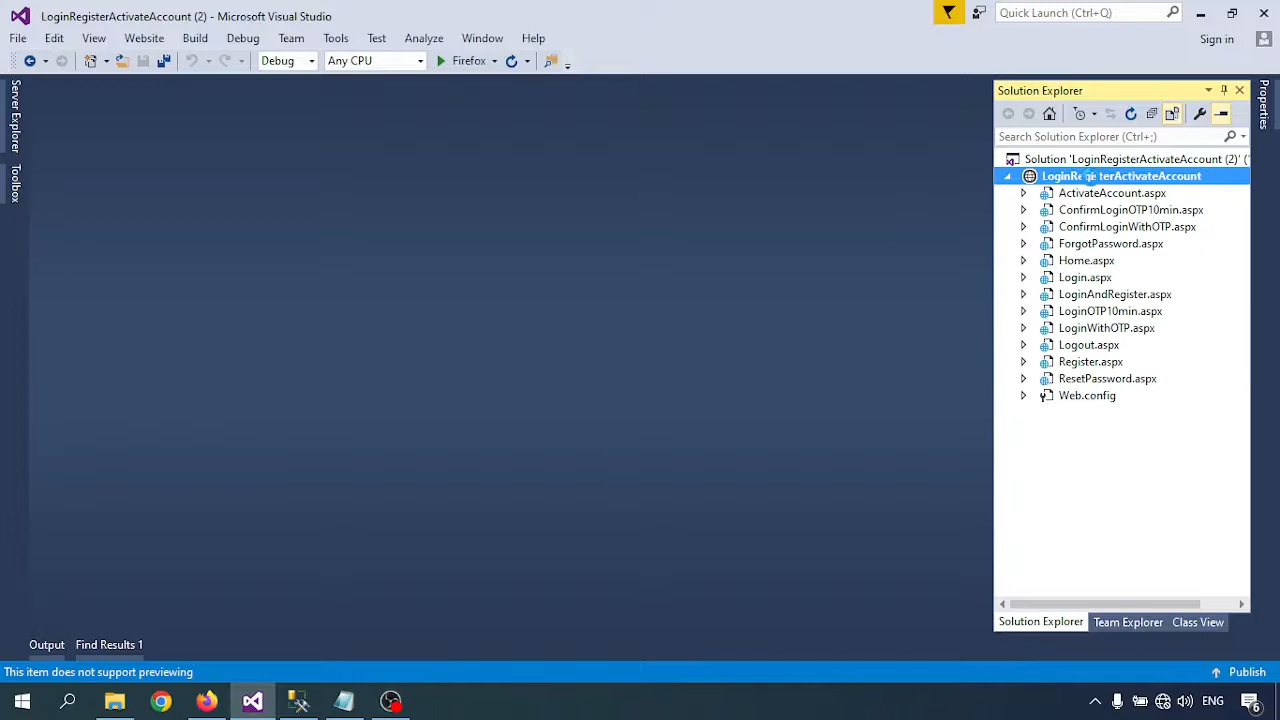 LoginRegisterActivateAccount (2) - Microsoft Visual Studio
Quick Launch (Ctrl+Q)
File Edit View Website Build Debug Team Tools Test Analyze Window Help
Sign in
Debug Any CPU Firefox
Server Explorer
Toolbox
Solution Explorer
Properties
Search Solution Explorer (Ctrl+;)
Solution 'LoginRegisterActivateAccount (2)' (
LoginRegisterActivateAccount
ActivateAccount.aspx
ConfirmLoginOTP10min.aspx
ConfirmLoginWithOTP.aspx
ForgotPassword.aspx
Home.aspx
Login.aspx
LoginAndRegister.aspx
LoginOTP10min.aspx
LoginWithOTP.aspx
Logout.aspx
Register.aspx
ResetPassword.aspx
Web.config
Solution Explorer Team Explorer Class View
Output Find Results 1
This item does not support previewing
Publish
ENG
6